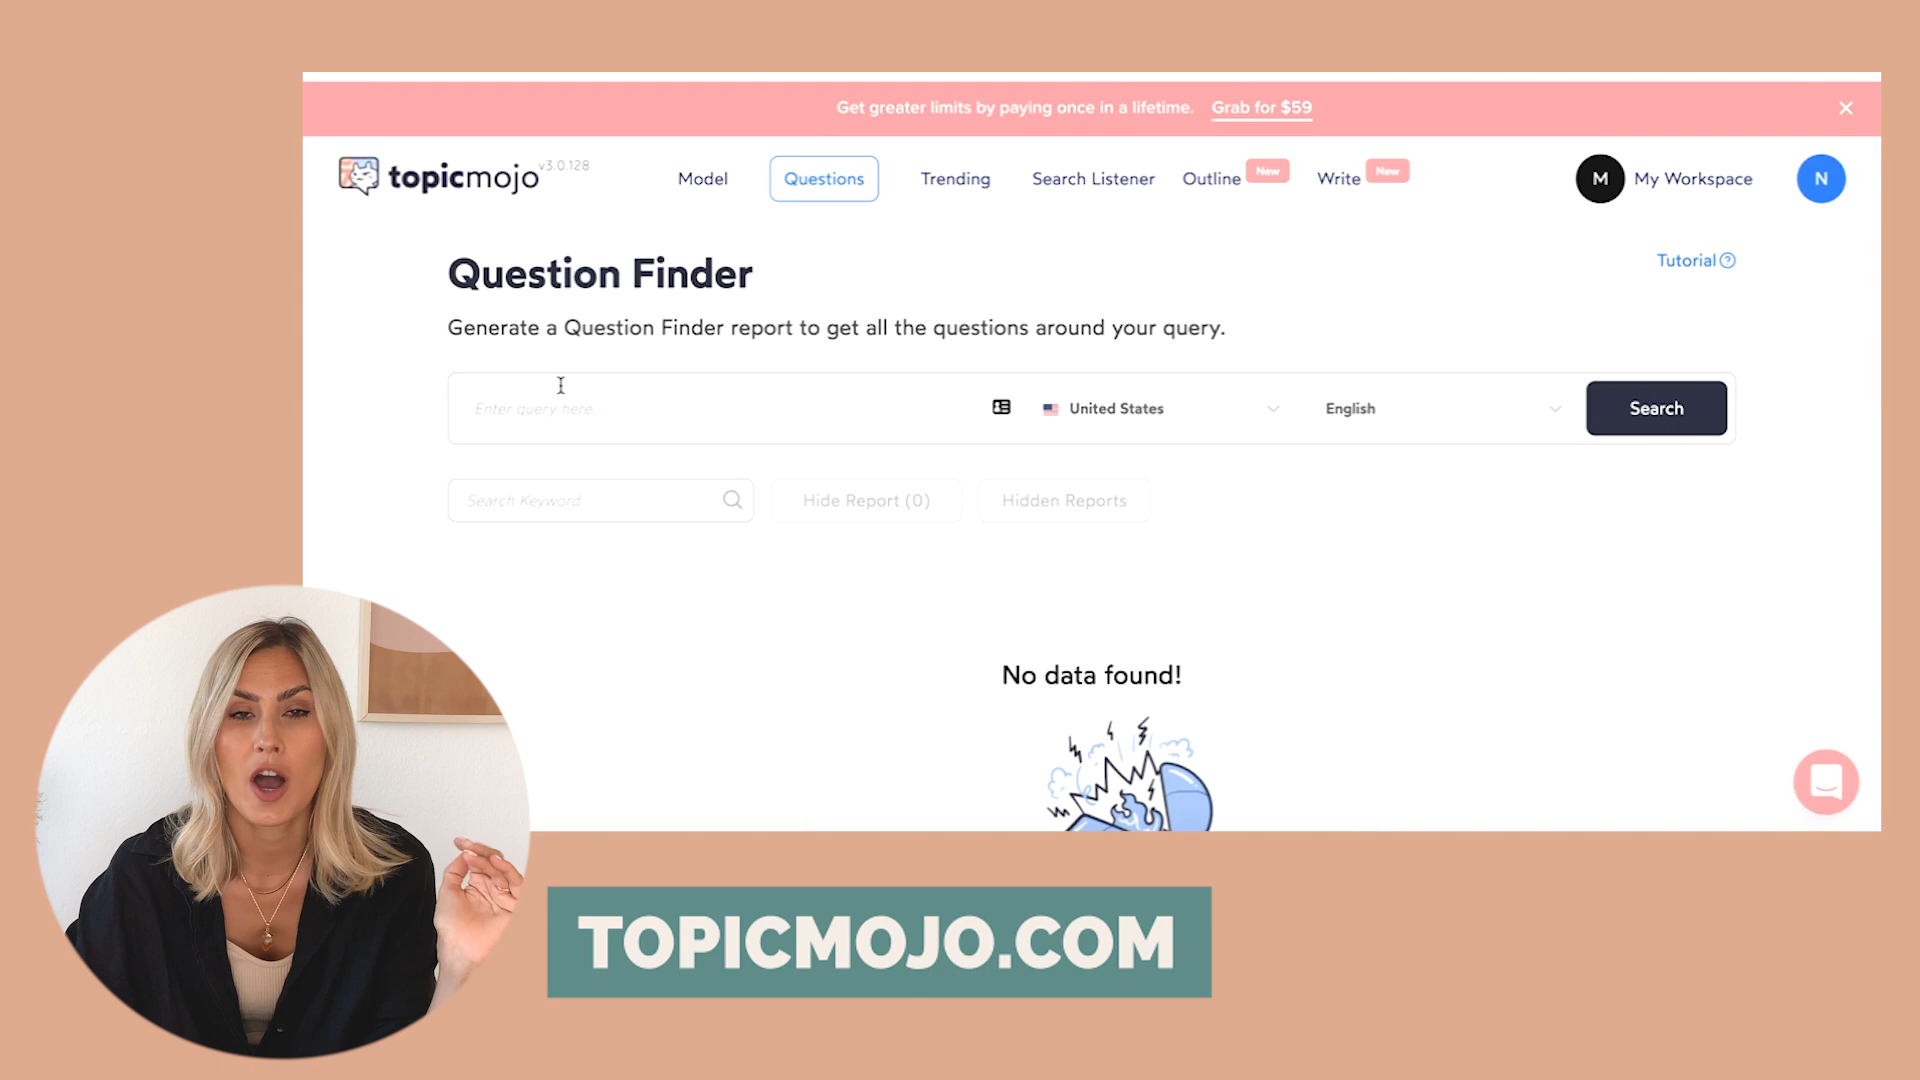 Get greater limits by paying once in a lifetime. Grab for $59
topicmojo v3.0.128
Model Questions Trending Search Listener Outline New Write New M My Workspace N
Question Finder
Tutorial
Generate a Question Finder report to get all the questions around your query.
Enter query here... United States English Search
Search Keyword Hide Report (0) Hidden Reports
No data found!
TOPICMOJO.COM